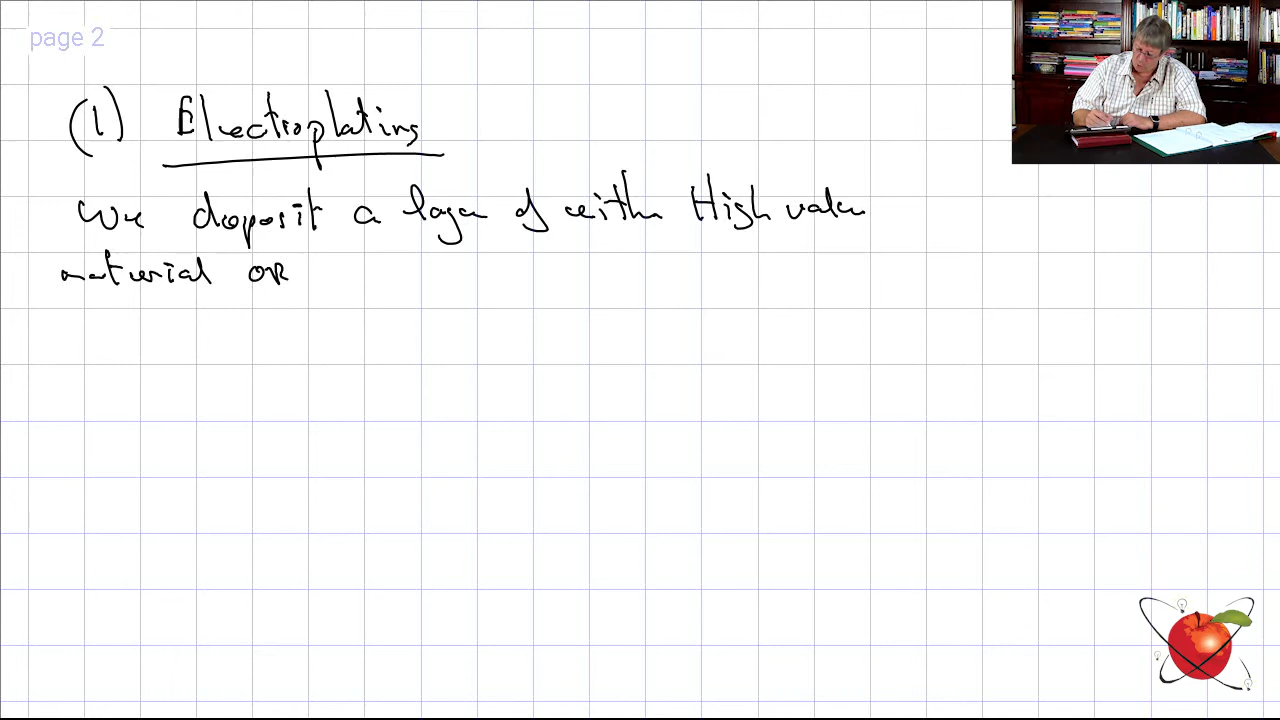 page 2
(1) Electroplating
We deposit a layer of either High value
material or